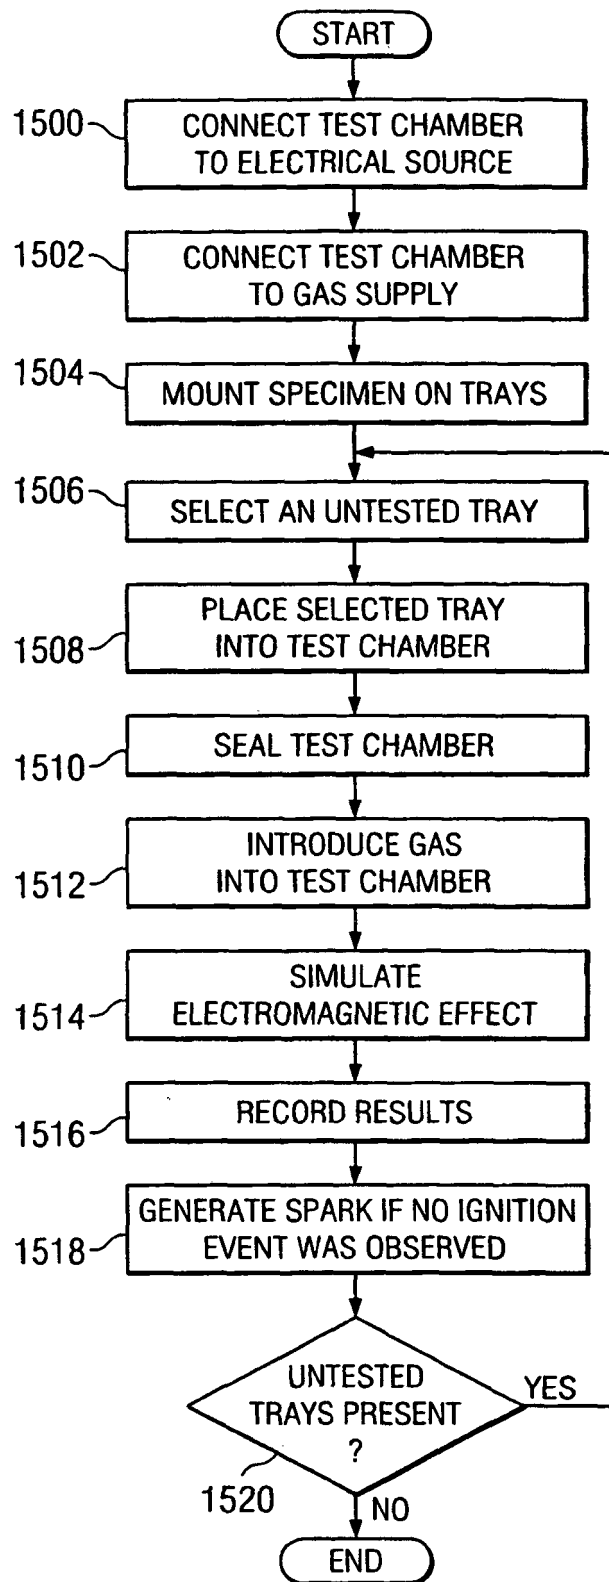 START
1500
CONNECT TEST CHAMBER
TO ELECTRICAL SOURCE
1502
CONNECT TEST CHAMBER
TO GAS SUPPLY
1504
MOUNT SPECIMEN ON TRAYS
1506
SELECT AN UNTESTED TRAY
PLACE SELECTED TRAY
INTO TEST CHAMBER
1508
SEAL TEST CHAMBER
1510
INTRODUCE GAS
INTO TEST CHAMBER
1512
SIMULATE
ELECTROMAGNETIC EFFECT
1514
RECORD RESULTS
1516
GENERATE SPARK IF NO IGNITION
EVENT WAS OBSERVED
1518
UNTESTED
TRAYS PRESENT
?
YES
1520
NO
END